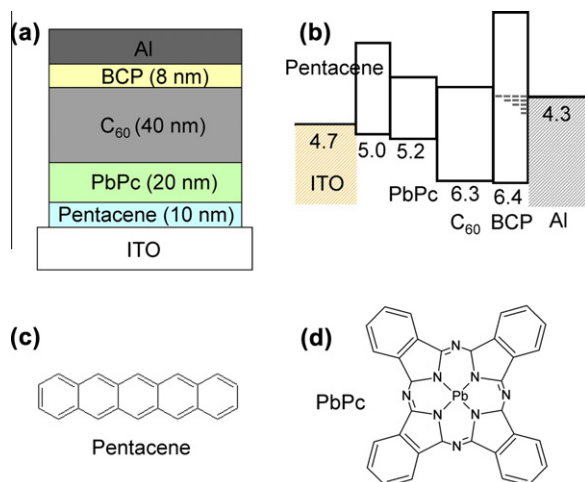 (a)
Al
BCP (8 nm)
C60 (40 nm)
PbPc (20 nm)
Pentacene (10 nm)
ITO
(b)
Pentacene
4.7
5.0
5.2
4.3
ITO
PbPc
6.3
6.4
C60
BCP
Al
(c)
Pentacene
(d)
PbPc
N
N
N
N
Pb
N
N
N
N